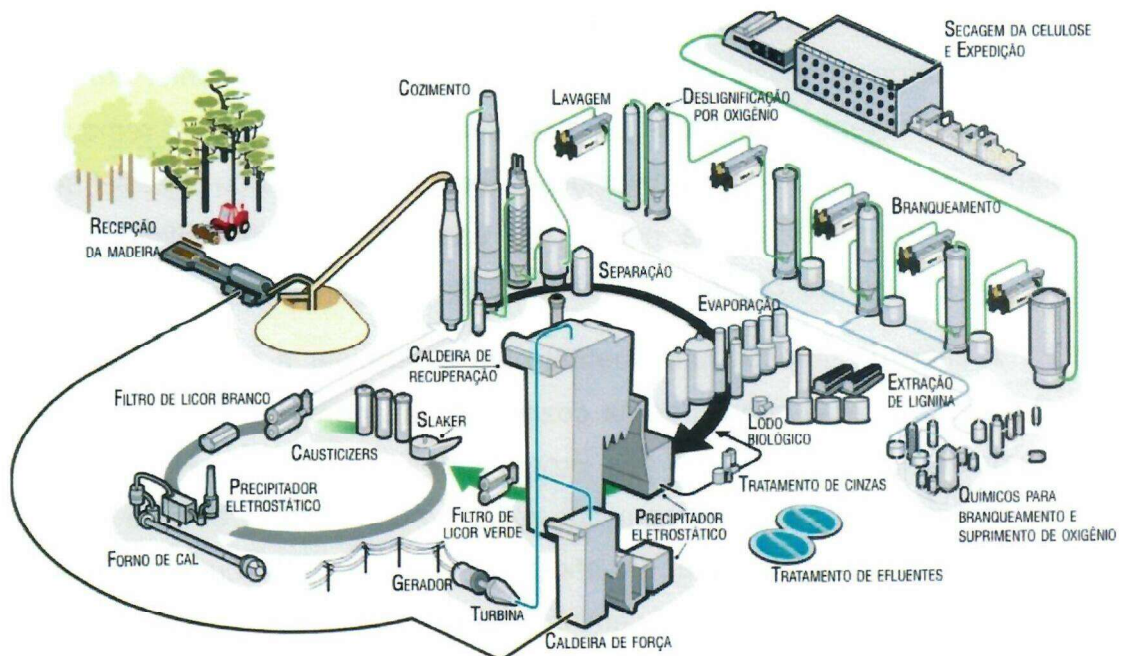 SECAGEM DA CELULOSE
E EXPEDIÇÃO
COZIMENTO
LAVAGEM
DESLIGNIFICAÇÃO
POR OXIGÊNIO
RECEPÇÃO
DA MADEIRA
BRANQUEAMENTO
SEPARAÇÃO
EVAPORAÇÃO
CALDEIRA DE
RECUPERAÇÃO
FILTRO DE LICOR BRANCO
SLAKER
EXTRAÇÃO
DE LIGNINA
LODO
BIOLÓGICO
CAUSTICIZERS
TRATAMENTO DE CINZAS
PRECIPITADOR
ELETROSTÁTICO
QUÍMICOS PARA
BRANQUEAMENTO E
SUPRIMENTO DE OXIGÊNIO
FILTRO DE
LICOR VERDE
PRECIPITADOR
ELETROSTÁTICO
FORNO DE CAL
TRATAMENTO DE EFLUENTES
GERADOR
TURBINA
CALDEIRA DE FORÇA